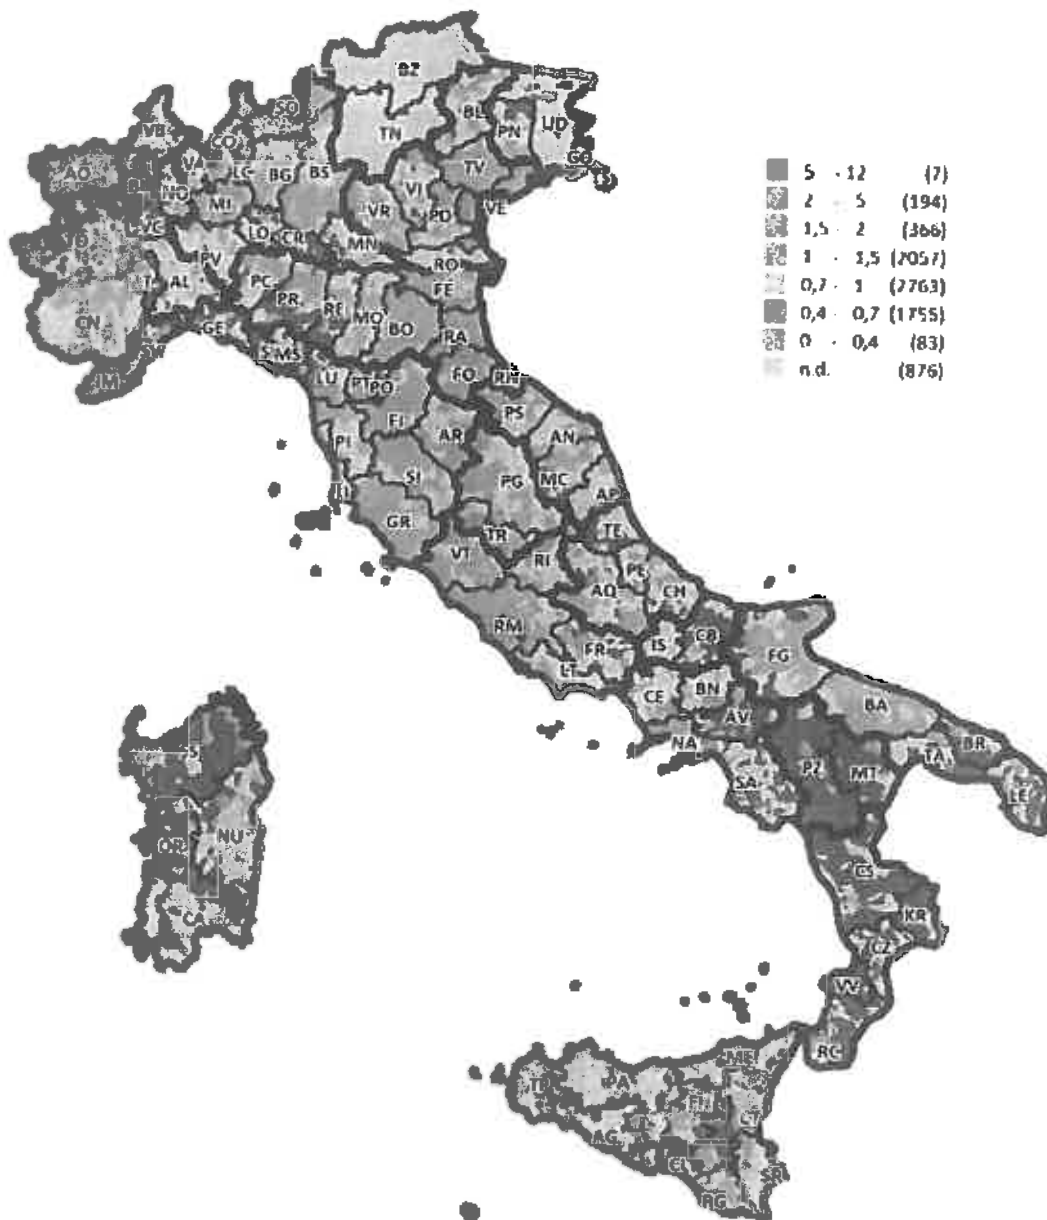 BZ
SO
BL
TN
PN
UD
VB
CO
GO
TS
AO
VA
LC
BG
BS
TV
NO
VI
MI
VR
PD
VE
VC
TO
LO
CR
MN
PV
RO
AL
PC
FE
PR
RE
MO
CN
BO
GE
RA
MS
FO
RN
IM
LU
PT
PO
PS
FI
AR
AN
PI
SI
PG
MC
LI
AP
GR
TR
TE
VT
RI
PE
AQ
CH
RM
CB
FR
IS
FG
LT
CE
BN
BA
AV
NA
BR
TA
PZ
MT
SA
LE
OR
NU
CS
CA
KR
CZ
VV
RC
ME
TP
PA
EN
CT
AG
SR
RG
5 - 12 (7)
2 - 5 (194)
1,5 - 2 (366)
1 - 1,5 (2057)
0,7 - 1 (2763)
0,4 - 0,7 (1755)
0 - 0,4 (83)
n.d. (876)